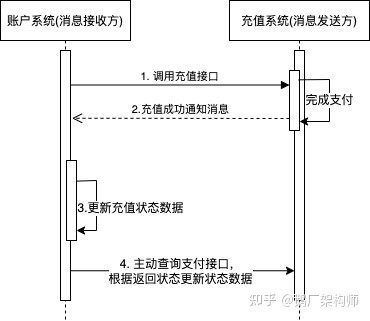 账户系统(消息接收方)
充值系统(消息发送方)
1. 调用充值接口
完成支付
2.充值成功通知消息
3.更新充值状态数据
4. 主动查询支付接口，
根据返回状态更新状态数据
知乎 @鹅厂架构师